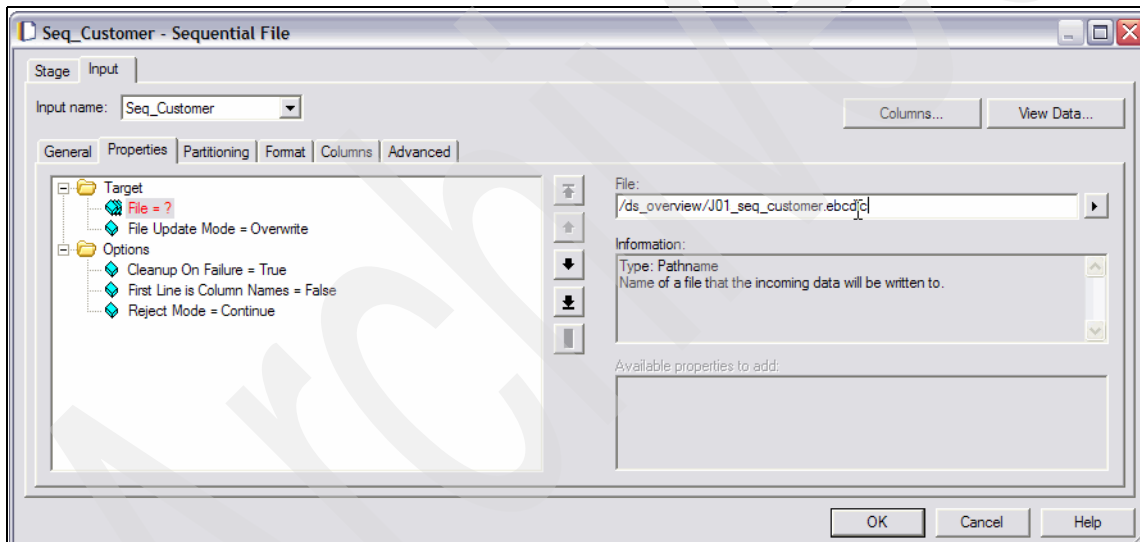 Seq_Customer - Sequential File
Stage Input
Input name: Seq_Customer
Columns... View Data...
General Properties Partitioning Format Columns Advanced
Target
File = ?
File Update Mode = Overwrite
Options
Cleanup On Failure = True
First Line is Column Names = False
Reject Mode = Continue
File:
/ds_overview/J01_seq_customer.ebcdic
Information:
Type: Pathname
Name of a file that the incoming data will be written to.
Available properties to add:
OK Cancel Help